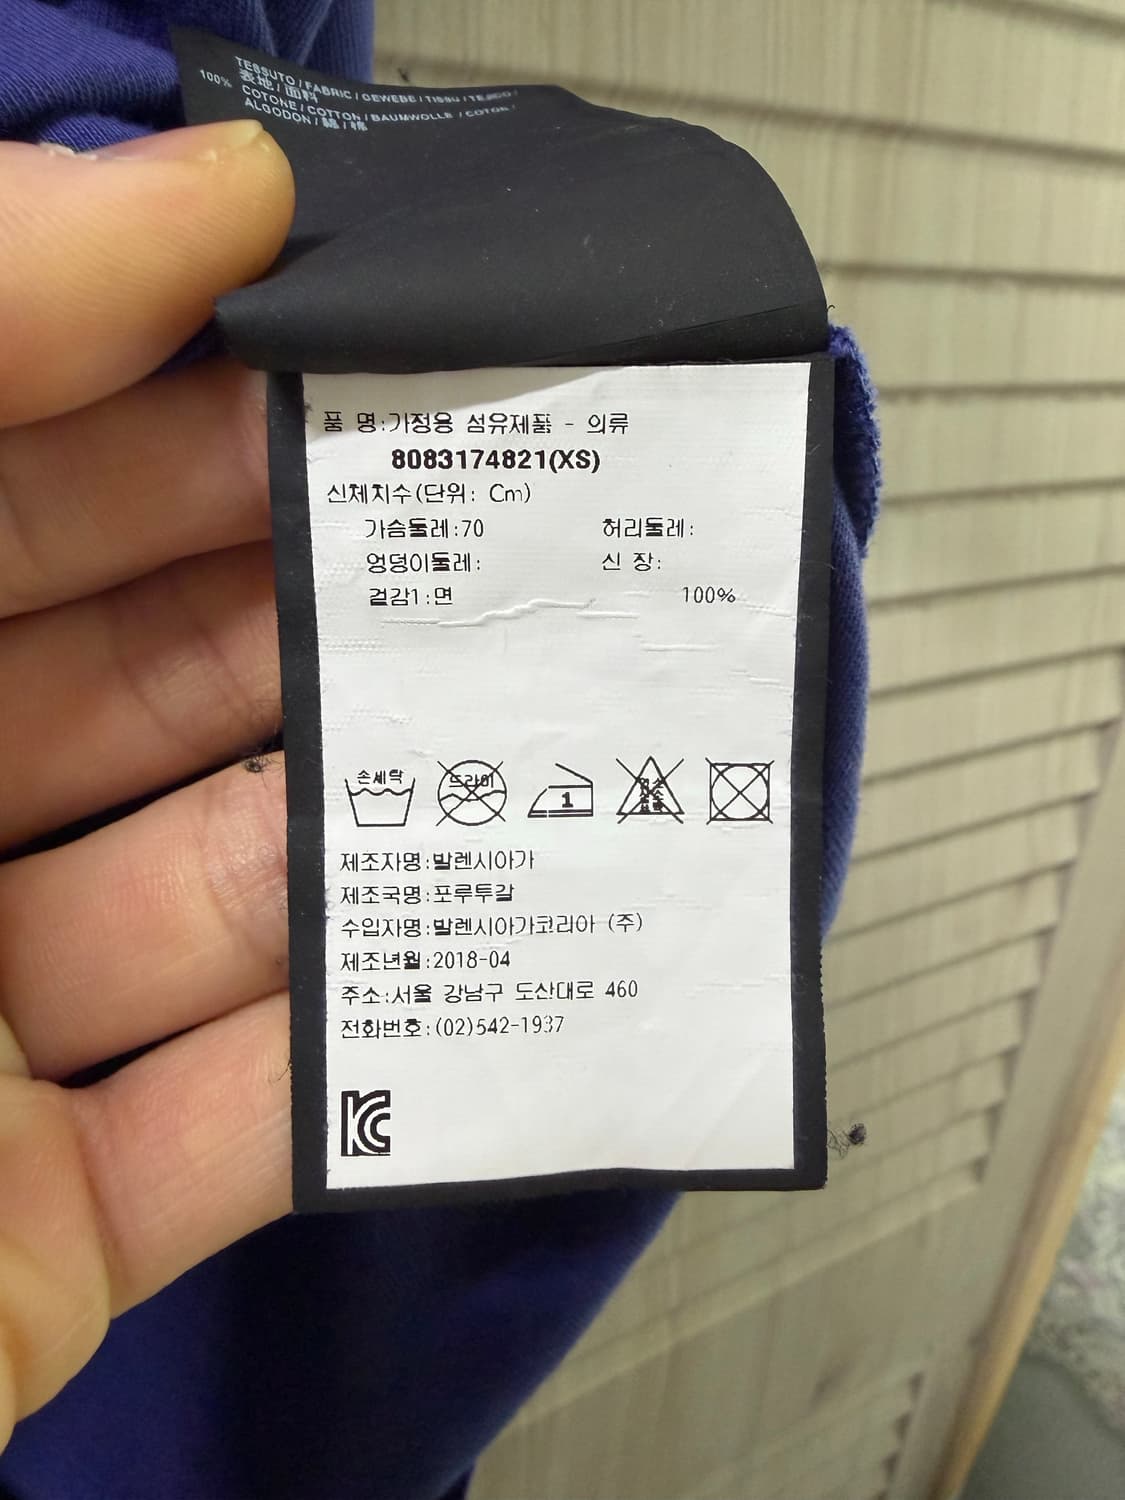 TESSUTO / FABRIC / GEWEBE / TISSU / TEJIDO /
表地 / 面料
100% COTONE / COTTON / BAUMWOLLE / COTON /
ALGODON / 綿 / 棉
품 명:가정용 섬유제품 - 의류
8083174821(XS)
신체치수(단위: Cm)
가슴둘레:70 허리둘레:
엉덩이둘레: 신 장:
겉감1:면 100%
손세탁 드라이 1 염소표백
제조자명:발렌시아가
제조국명:포루투갈
수입자명:발렌시아가코리아 (주)
제조년월:2018-04
주소:서울 강남구 도산대로 460
전화번호:(02)542-1937
KC